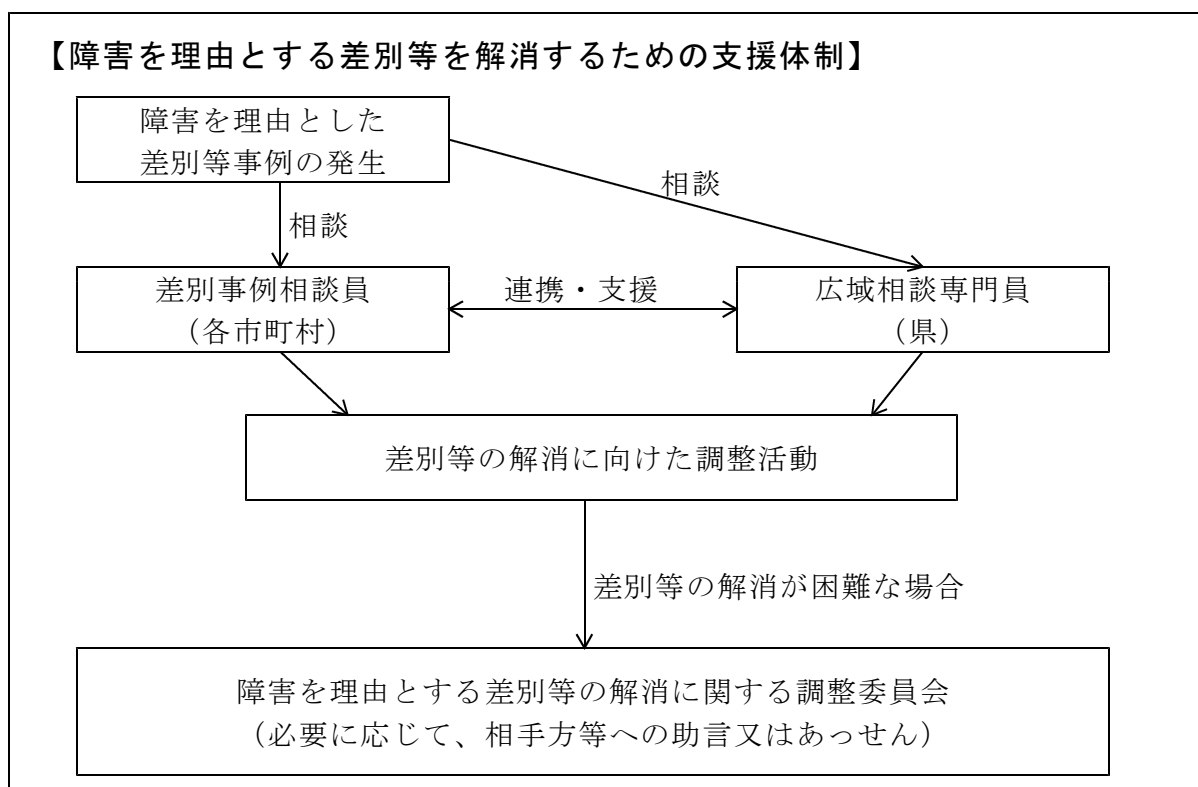 【障害を理由とする差別等を解消するための支援体制】
障害を理由とした
差別等事例の発生
相談
相談
差別事例相談員
（各市町村）
連携・支援
広域相談専門員
（県）
差別等の解消に向けた調整活動
差別等の解消が困難な場合
障害を理由とする差別等の解消に関する調整委員会
（必要に応じて、相手方等への助言又はあっせん）